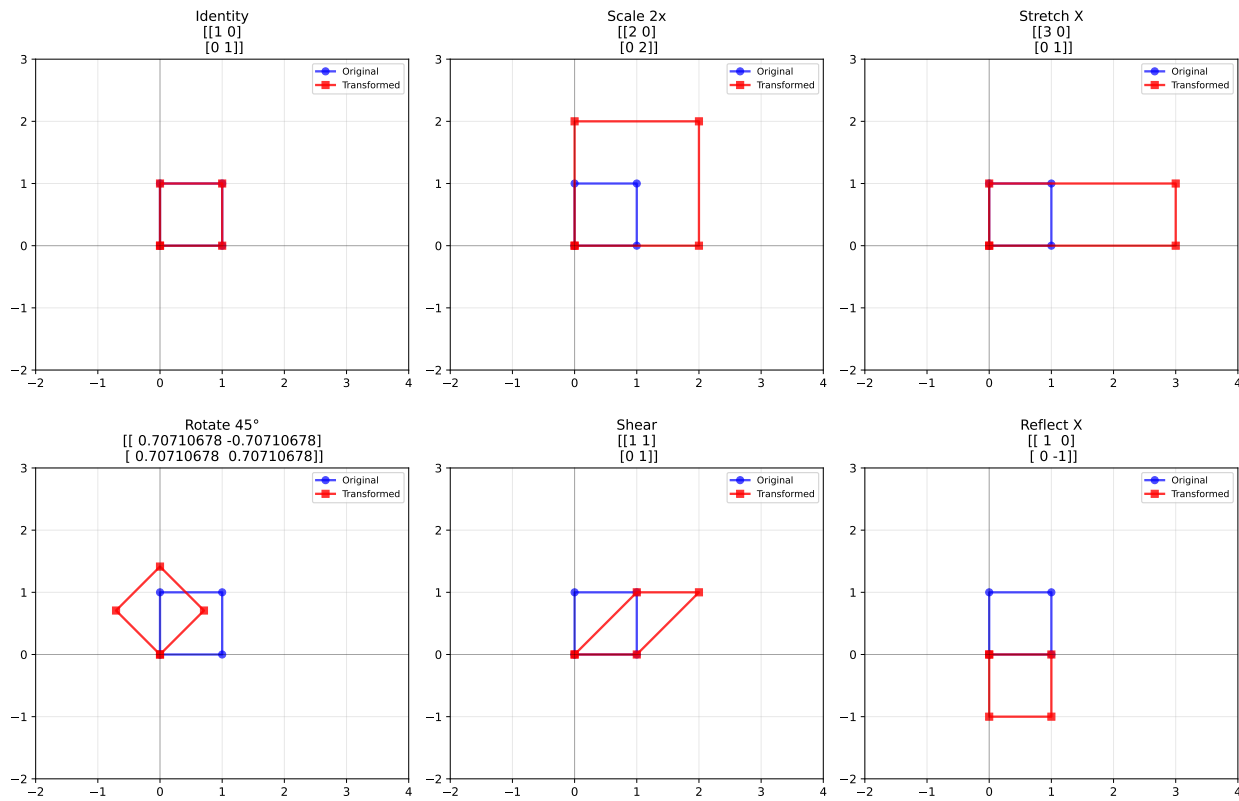 Identity
[[1 0]
[0 1]]
3
2
1
0
−1
−2
−2 −1 0 1 2 3 4
Original
Transformed
Scale 2x
[[2 0]
[0 2]]
3
2
1
0
−1
−2
−2 −1 0 1 2 3 4
Original
Transformed
Stretch X
[[3 0]
[0 1]]
3
2
1
0
−1
−2
−2 −1 0 1 2 3 4
Original
Transformed
Rotate 45°
[[ 0.70710678 -0.70710678]
[ 0.70710678  0.70710678]]
3
2
1
0
−1
−2
−2 −1 0 1 2 3 4
Original
Transformed
Shear
[[1 1]
[0 1]]
3
2
1
0
−1
−2
−2 −1 0 1 2 3 4
Original
Transformed
Reflect X
[[ 1  0]
[ 0 -1]]
3
2
1
0
−1
−2
−2 −1 0 1 2 3 4
Original
Transformed